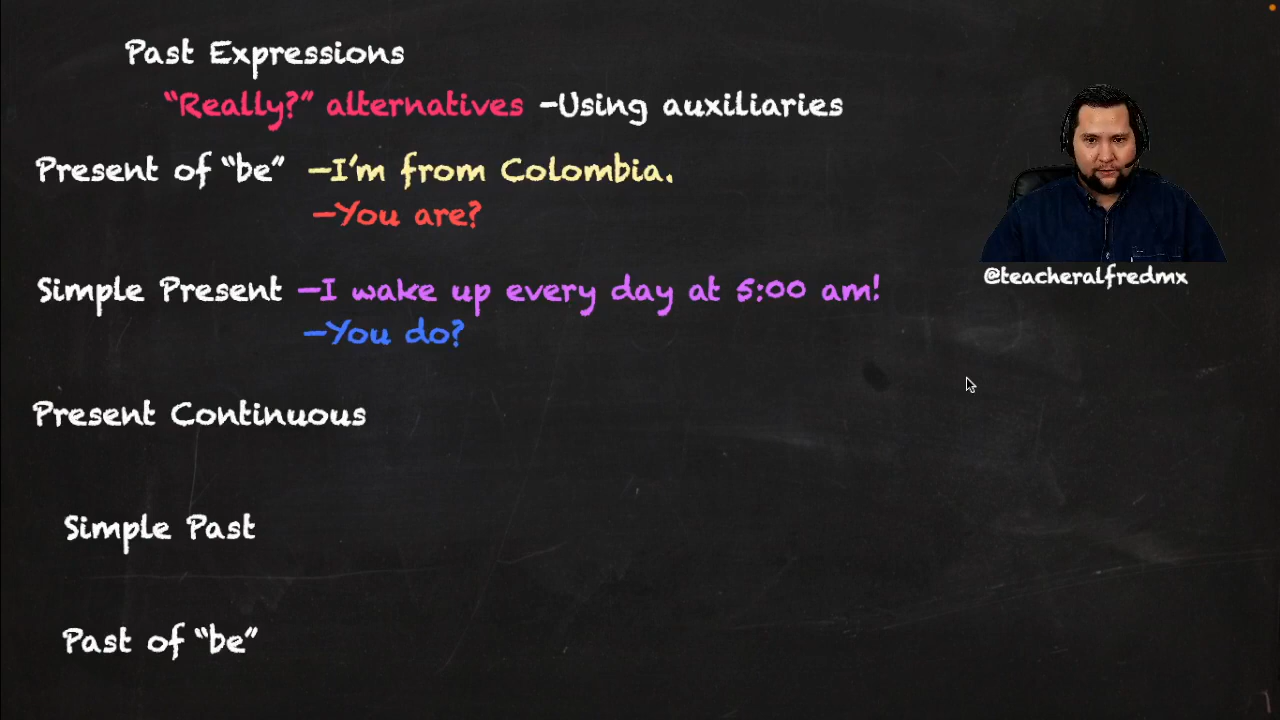 Past Expressions
“Really?” alternatives -Using auxiliaries
Present of “be” -I’m from Colombia.
-You are?
@teacheralfredmx
Simple Present -I wake up every day at 5:00 am!
-You do?
Present Continuous
Simple Past
Past of “be”